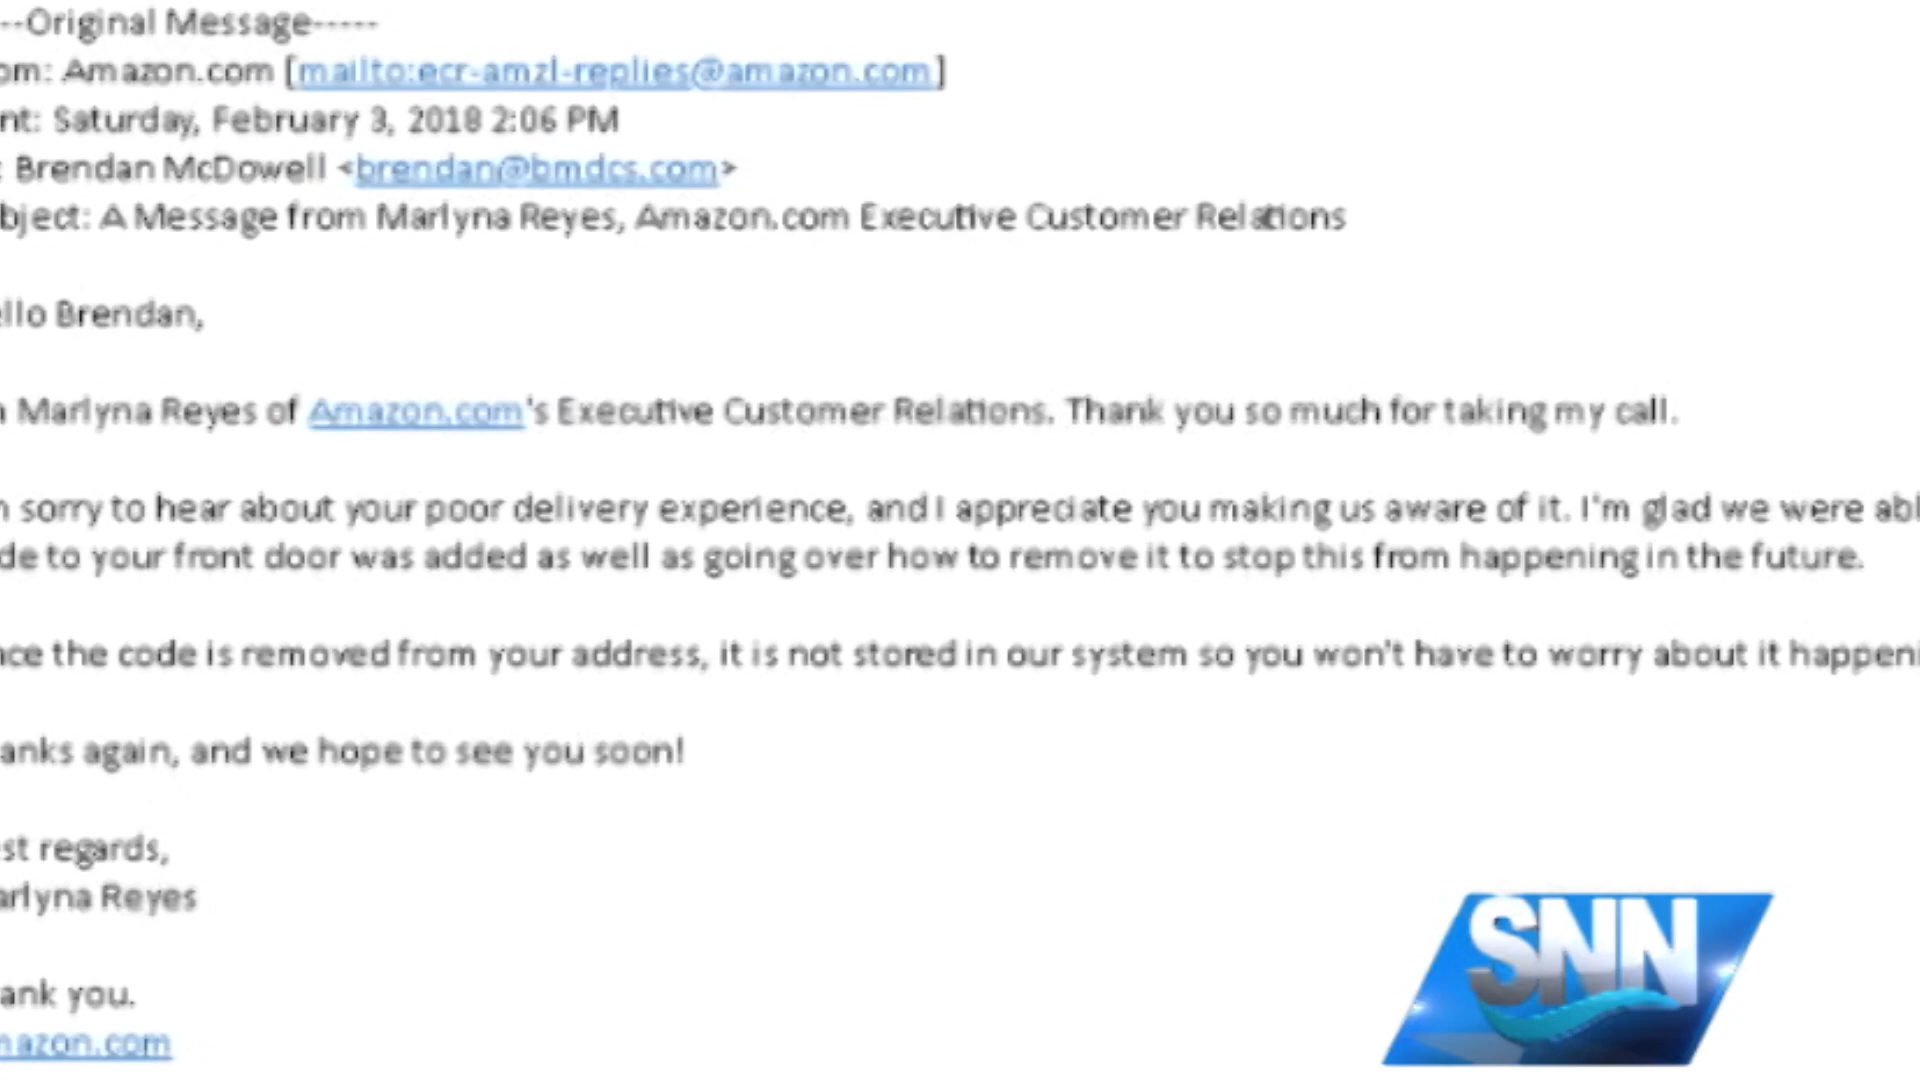 --Original Message-----
om: Amazon.com [mailto:ecr-amzl-replies@amazon.com]
nt: Saturday, February 3, 2018 2:06 PM
: Brendan McDowell <brendan@bmdcs.com>
bject: A Message from Marlyna Reyes, Amazon.com Executive Customer Relations
ello Brendan,
Marlyna Reyes of Amazon.com's Executive Customer Relations. Thank you so much for taking my call.
sorry to hear about your poor delivery experience, and I appreciate you making us aware of it. I'm glad we were abl
de to your front door was added as well as going over how to remove it to stop this from happening in the future.
nce the code is removed from your address, it is not stored in our system so you won't have to worry about it happeni
anks again, and we hope to see you soon!
st regards,
arlyna Reyes
ank you.
mazon.com
SNN